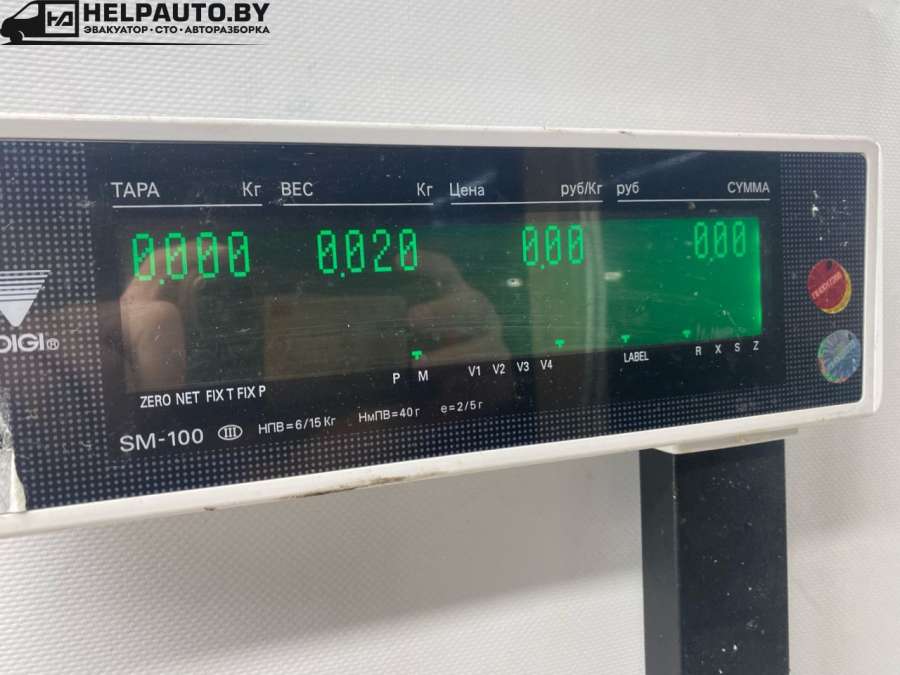 HELPAUTO.BY
ЭВАКУАТОР · СТО · АВТОРАЗБОРКА
ТАРА Кг ВЕС Кг Цена руб/Кг руб СУММА
0.000 0.020 0.00 0.00
DIGI®
ZERO NET FIX T FIX P P M V1 V2 V3 V4 LABEL R X S Z
SM-100 III НПВ=6/15 Кг НмПВ=40 г e=2/5 г